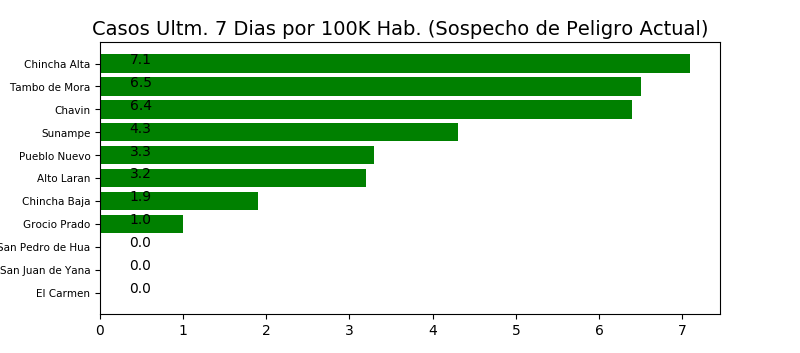 Casos Ultm. 7 Dias por 100K Hab. (Sospecho de Peligro Actual)
Chincha Alta 7.1
Tambo de Mora 6.5
Chavin 6.4
Sunampe 4.3
Pueblo Nuevo 3.3
Alto Laran 3.2
Chincha Baja 1.9
Grocio Prado 1.0
San Pedro de Hua 0.0
San Juan de Yana 0.0
El Carmen 0.0
0 1 2 3 4 5 6 7